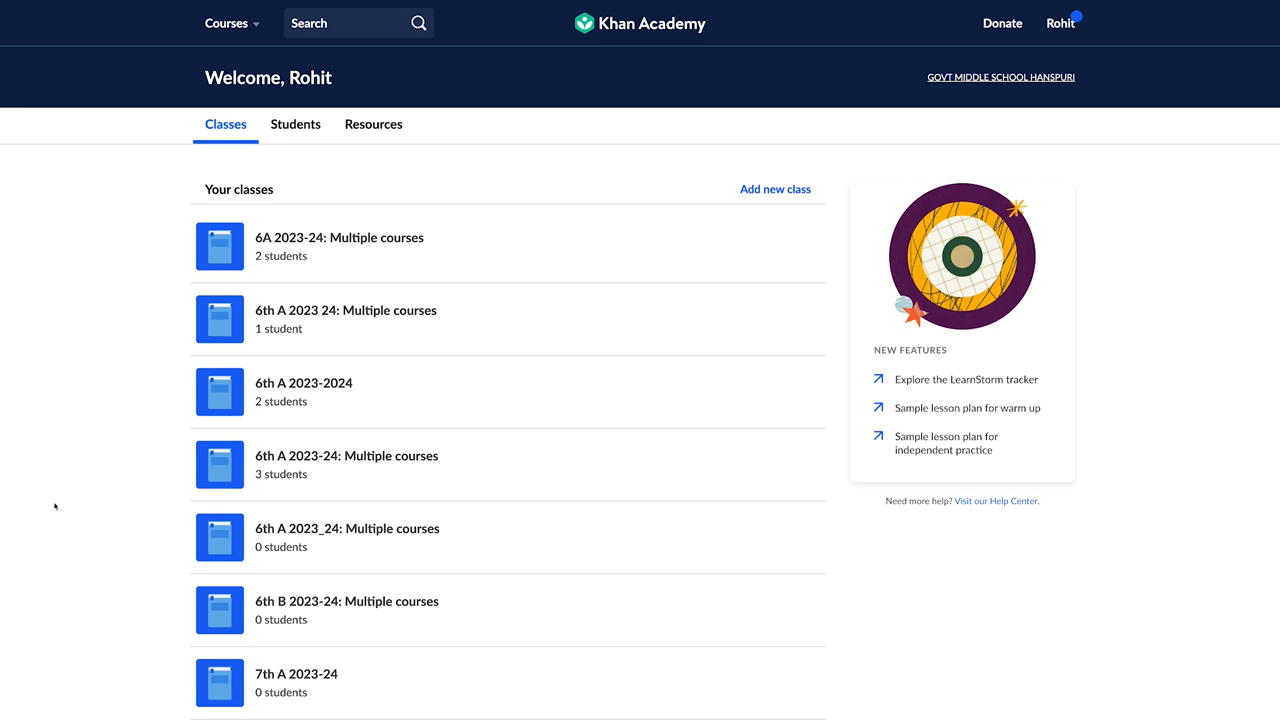 Courses
Search
Khan Academy
Donate
Rohit
Welcome, Rohit
GOVT MIDDLE SCHOOL HANSPURI
Classes
Students
Resources
Your classes
Add new class
6A 2023-24: Multiple courses
2 students
6th A 2023 24: Multiple courses
1 student
6th A 2023-2024
2 students
6th A 2023-24: Multiple courses
3 students
6th A 2023_24: Multiple courses
0 students
6th B 2023-24: Multiple courses
0 students
7th A 2023-24
0 students
NEW FEATURES
Explore the LearnStorm tracker
Sample lesson plan for warm up
Sample lesson plan for
independent practice
Need more help? Visit our Help Center.